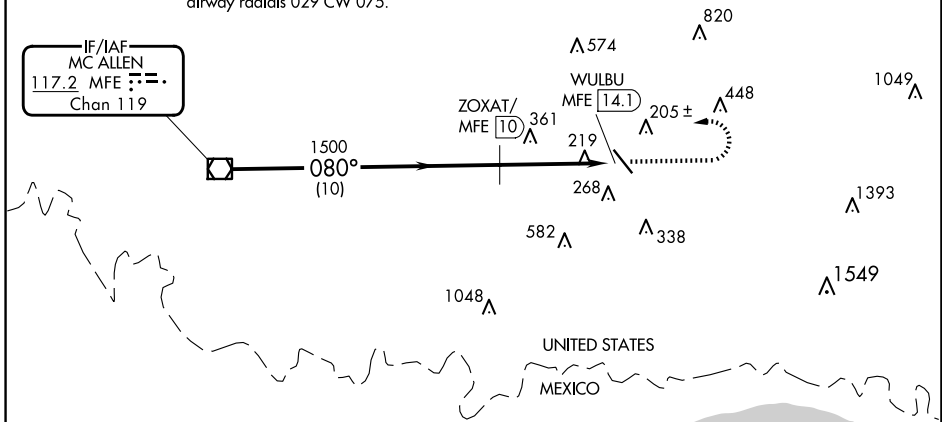 airway radials 029 CW 075.
IF/IAF
MC ALLEN
117.2 MFE
Chan 119
820
574
WULBU
MFE 14.1
1049
ZOXAT/
MFE 10
361
205 ±
448
219
1500
080°
(10)
268
1393
582
338
1549
1048
UNITED STATES
MEXICO